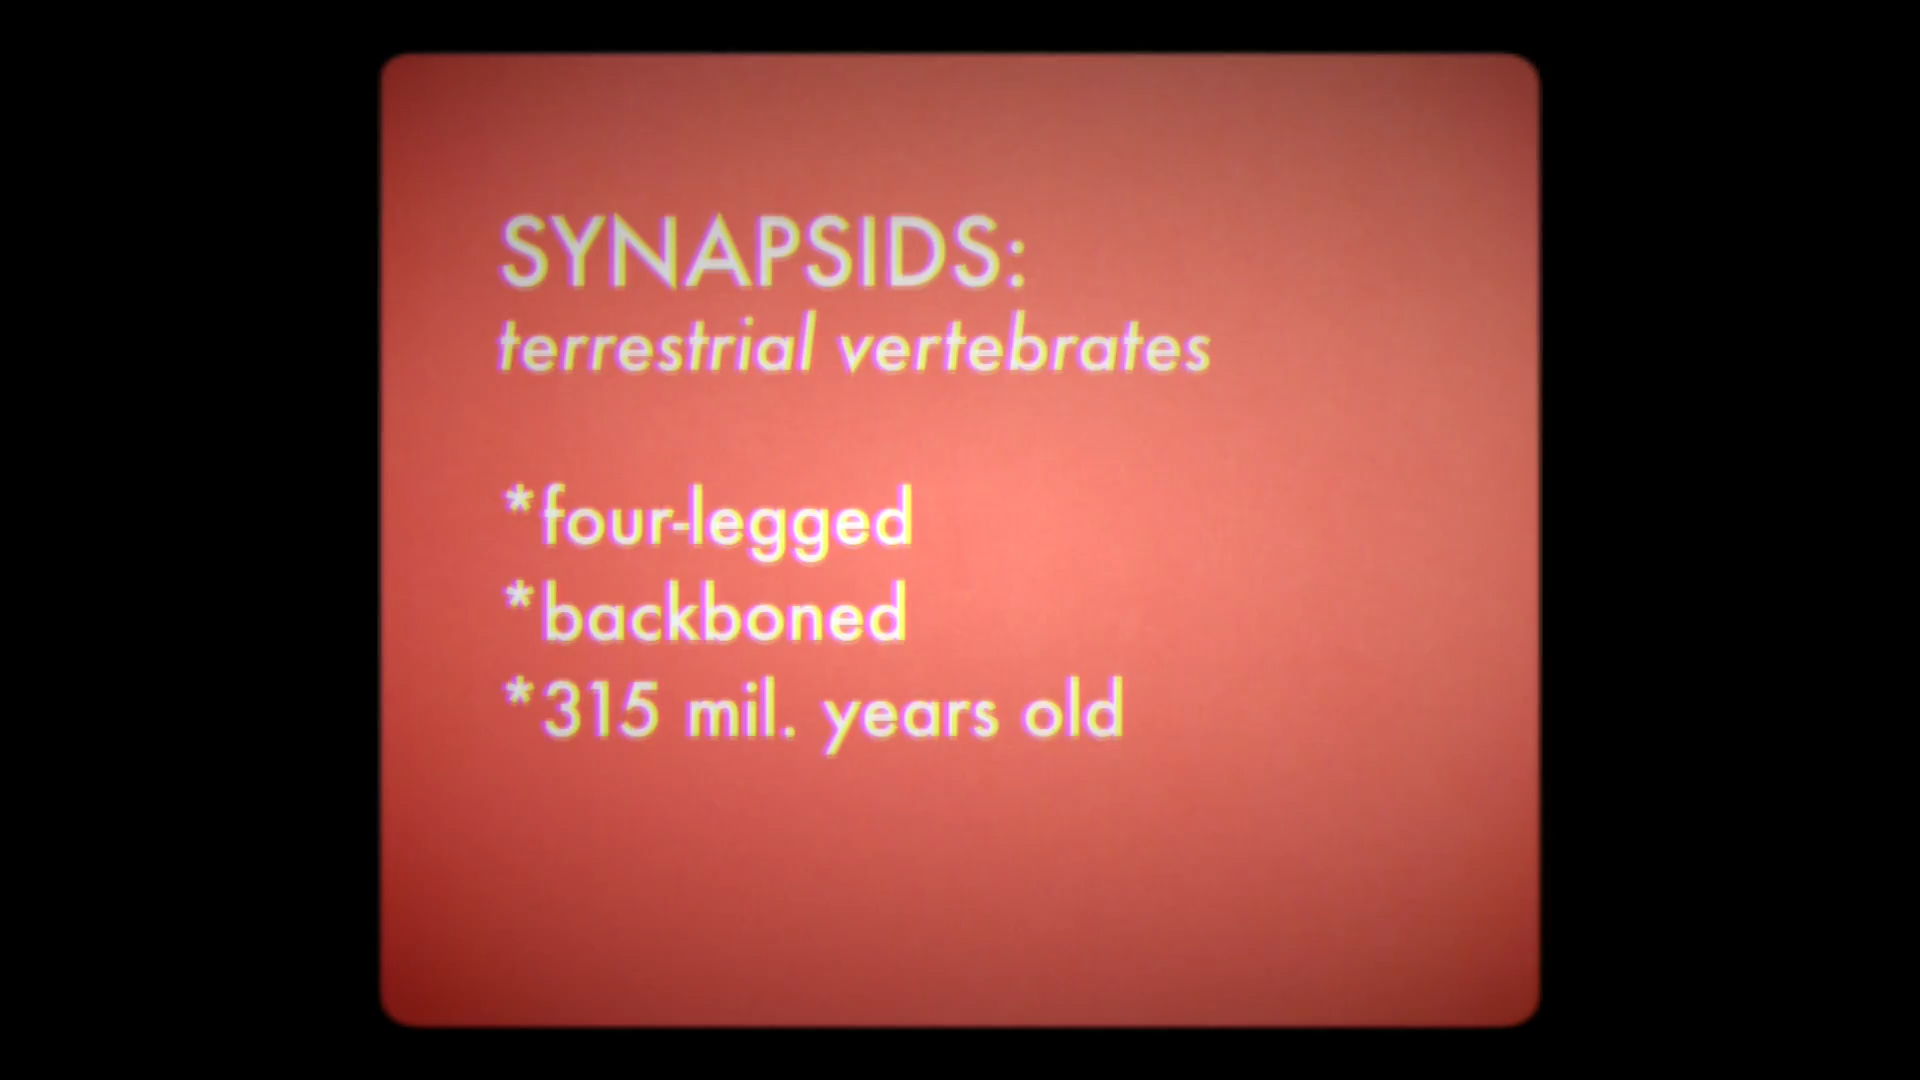 SYNAPSIDS:
terrestrial vertebrates
*four-legged
*backboned
*315 mil. years old